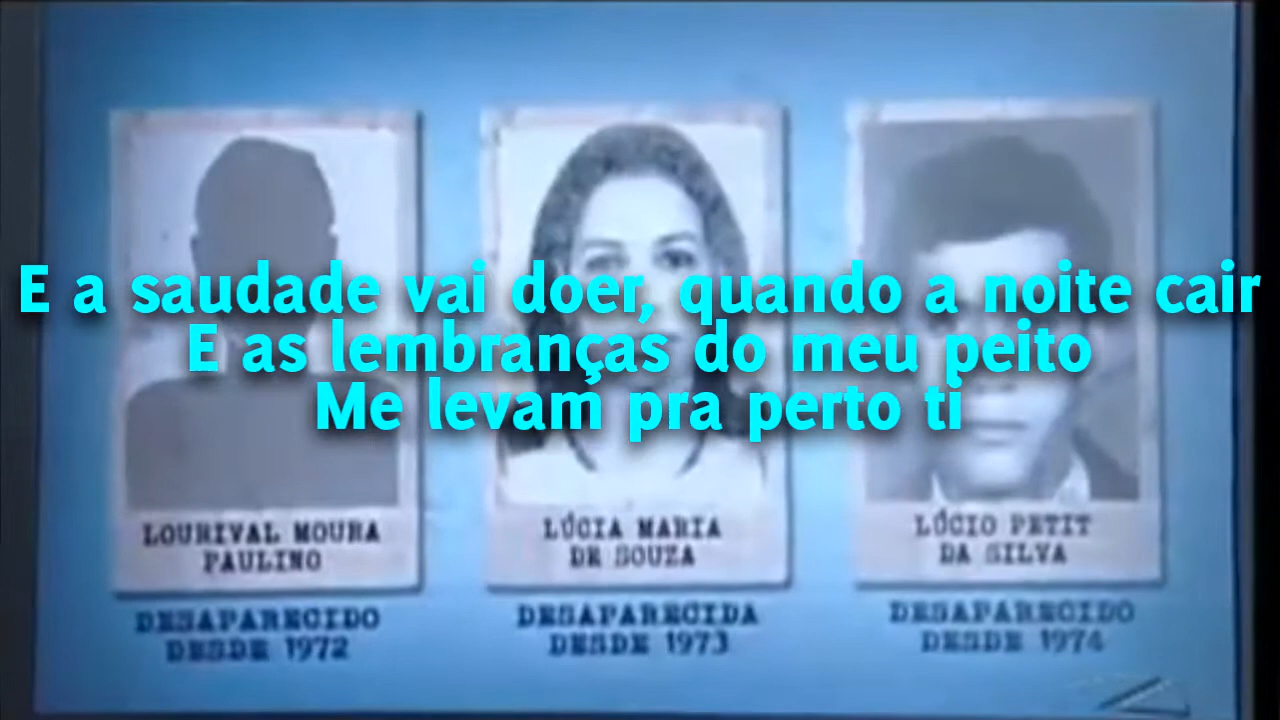 E a saudade vai doer, quando a noite cair
E as lembranças do meu peito
Me levam pra perto ti
LOURIVAL MOURA
PAULINO
LÚCIA MARIA
DE SOUZA
LÚCIO PETIT
DA SILVA
DESAPARECIDO
DESDE 1972
DESAPARECIDA
DESDE 1973
DESAPARECIDO
DESDE 1974